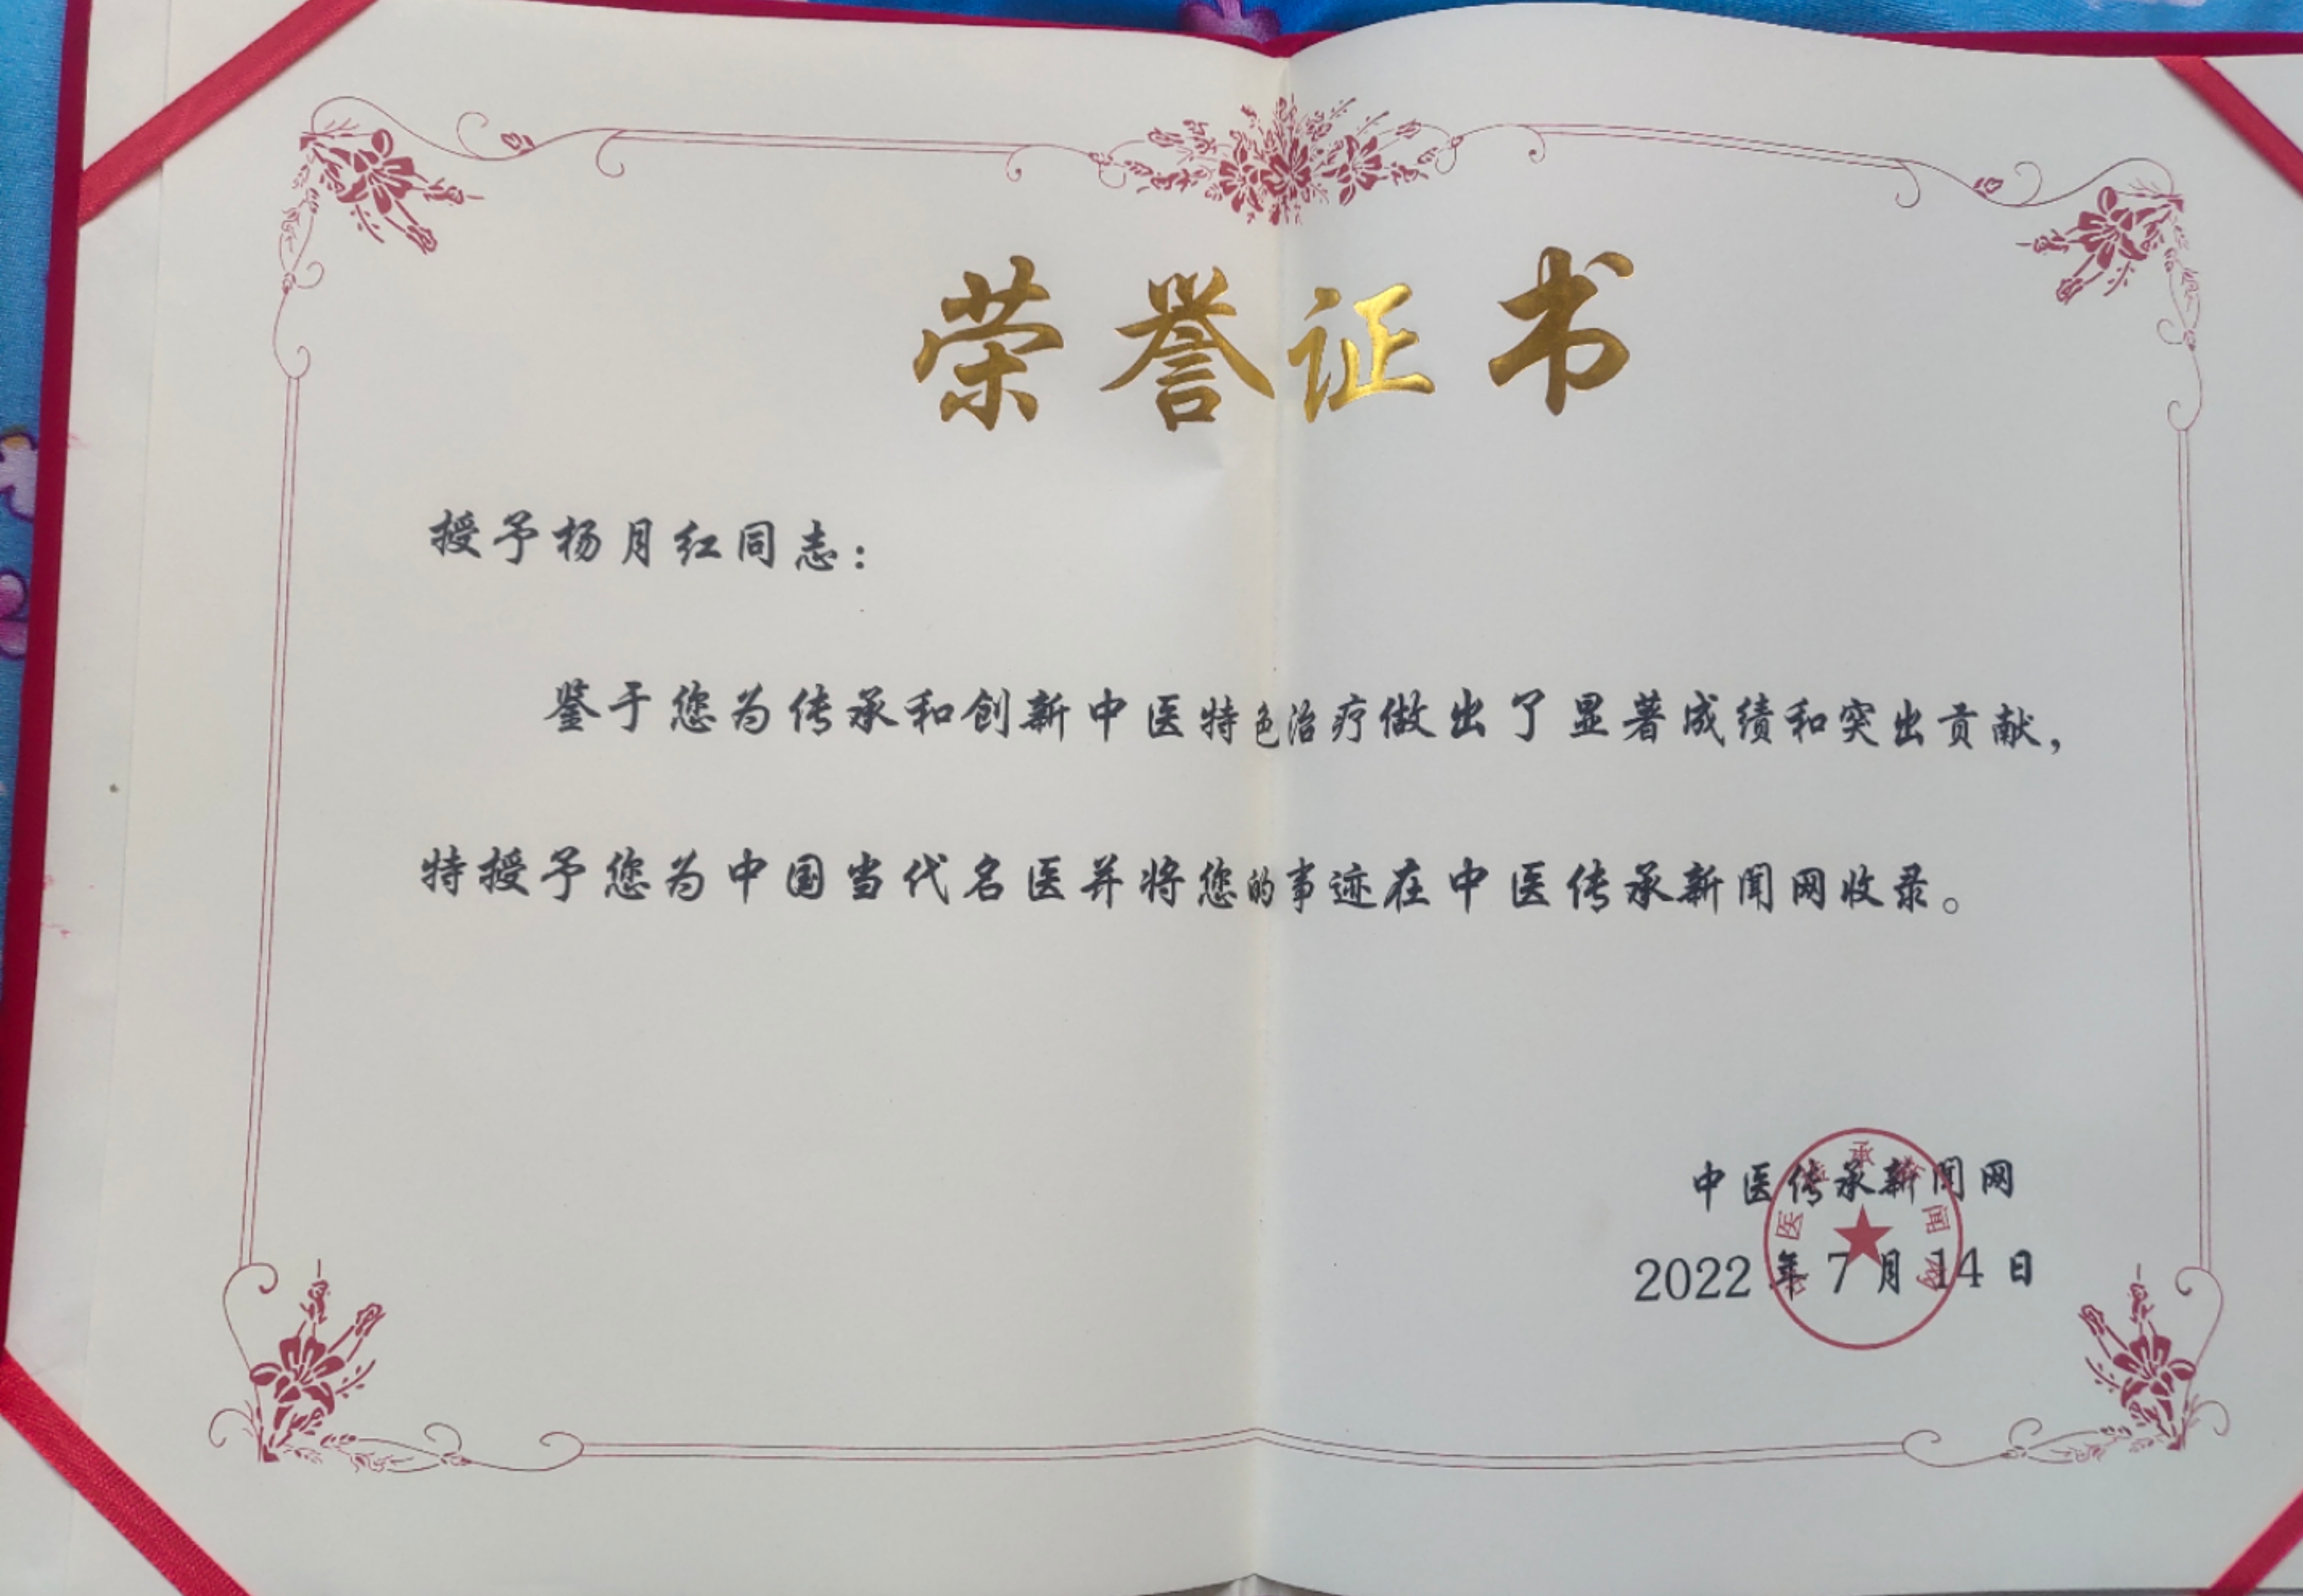 荣誉证书
授予杨月红同志：
鉴于您为传承和创新中医特色治疗做出了显著成绩和突出贡献，
特授予您为中国当代名医并将您的事迹在中医传承新闻网收录。
中医传承新闻网
2022年7月14日